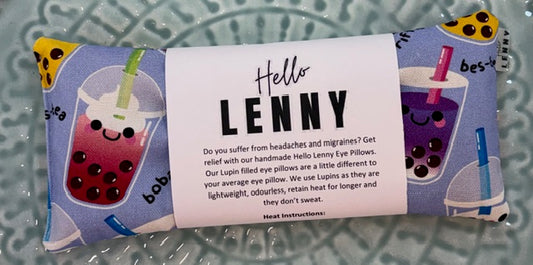 Hello
LENNY
Do you suffer from headaches and migraines? Get
relief with our handmade Hello Lenny Eye Pillows.
Our Lupin filled eye pillows are a little different to
your average eye pillow. We use Lupins as they are
lightweight, odourless, retain heat for longer and
they don't sweat.
Heat Instructions:
LENNY